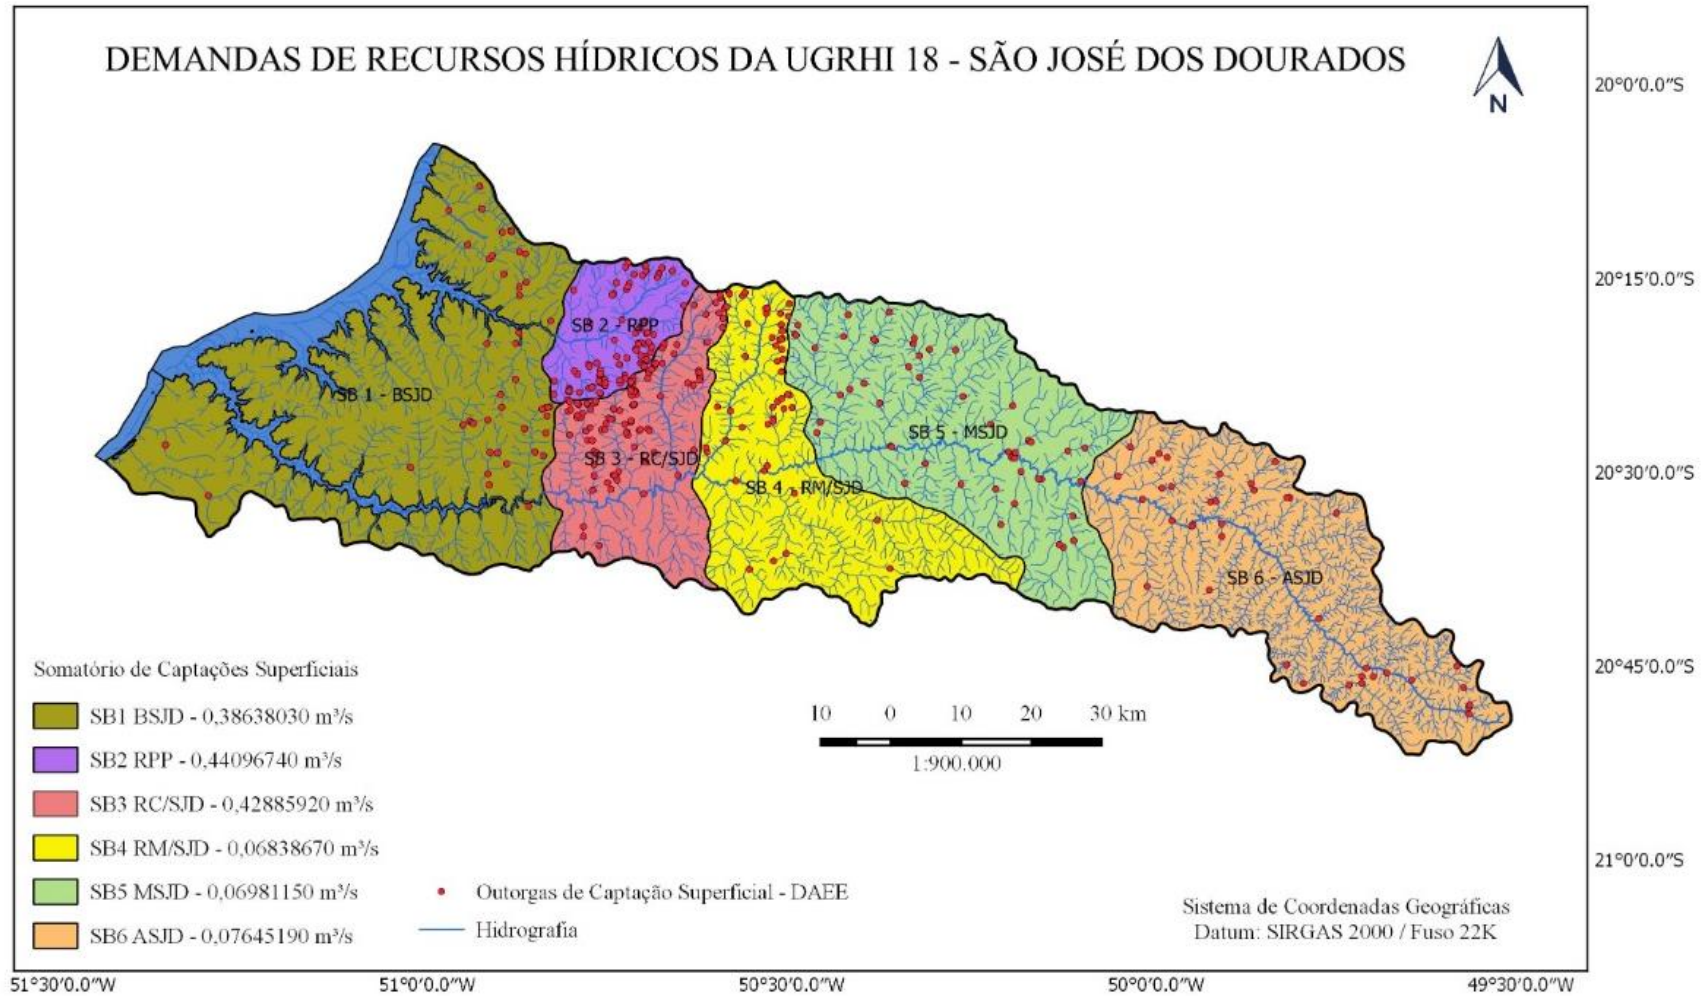 DEMANDAS DE RECURSOS HÍDRICOS DA UGRHI 18 - SÃO JOSÉ DOS DOURADOS
N
20°0'0.0"S
20°15'0.0"S
20°30'0.0"S
20°45'0.0"S
21°0'0.0"S
SB 2 - RPP
SB 1 - BSJD
SB 3 - RC/SJD
SB 4 - RM/SJD
SB 5 - MSJD
SB 6 - ASJD
Somatório de Captações Superficiais
SB1 BSJD - 0,38638030 m³/s
SB2 RPP - 0,44096740 m³/s
SB3 RC/SJD - 0,42885920 m³/s
SB4 RM/SJD - 0,06838670 m³/s
SB5 MSJD - 0,06981150 m³/s
SB6 ASJD - 0,07645190 m³/s
Outorgas de Captação Superficial - DAEE
Hidrografia
10 0 10 20 30 km
1:900.000
Sistema de Coordenadas Geográficas
Datum: SIRGAS 2000 / Fuso 22K
51°30'0.0"W 51°0'0.0"W 50°30'0.0"W 50°0'0.0"W 49°30'0.0"W